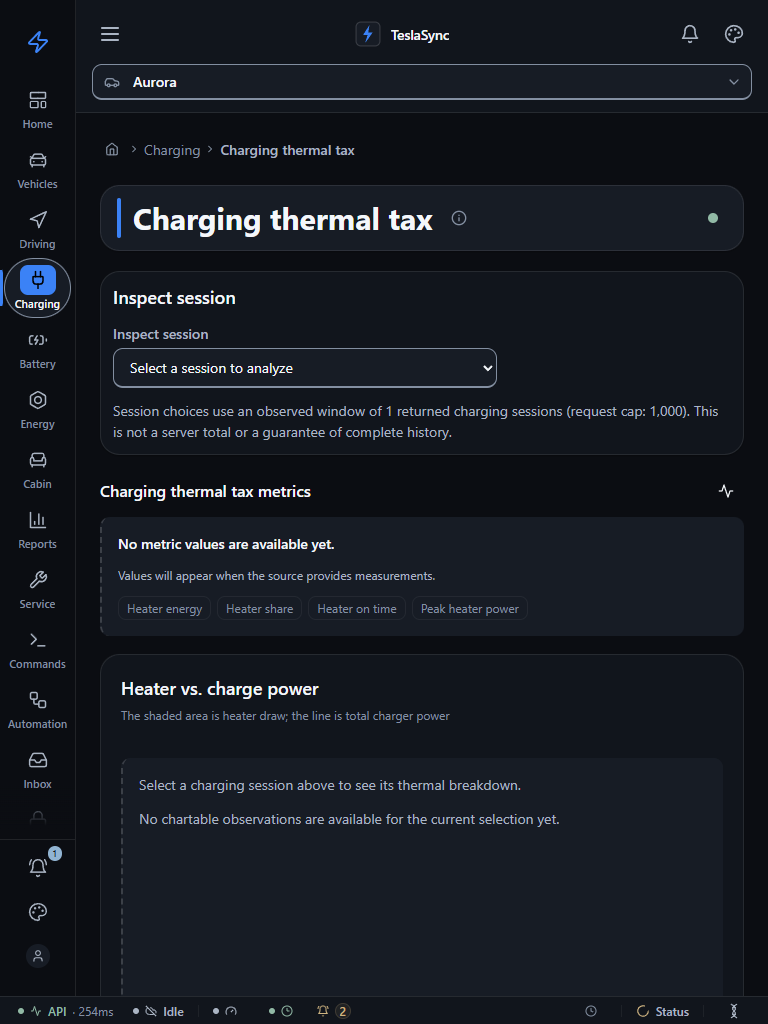 TeslaSync
Aurora
Home
Vehicles
Driving
Charging
Battery
Energy
Cabin
Reports
Service
Commands
Automation
Inbox
1
Charging
Charging thermal tax
Charging thermal tax
Inspect session
Inspect session
Select a session to analyze
Session choices use an observed window of 1 returned charging sessions (request cap: 1,000). This
is not a server total or a guarantee of complete history.
Charging thermal tax metrics
No metric values are available yet.
Values will appear when the source provides measurements.
Heater energy Heater share Heater on time Peak heater power
Heater vs. charge power
The shaded area is heater draw; the line is total charger power
Select a charging session above to see its thermal breakdown.
No chartable observations are available for the current selection yet.
API · 254ms Idle 2 Status